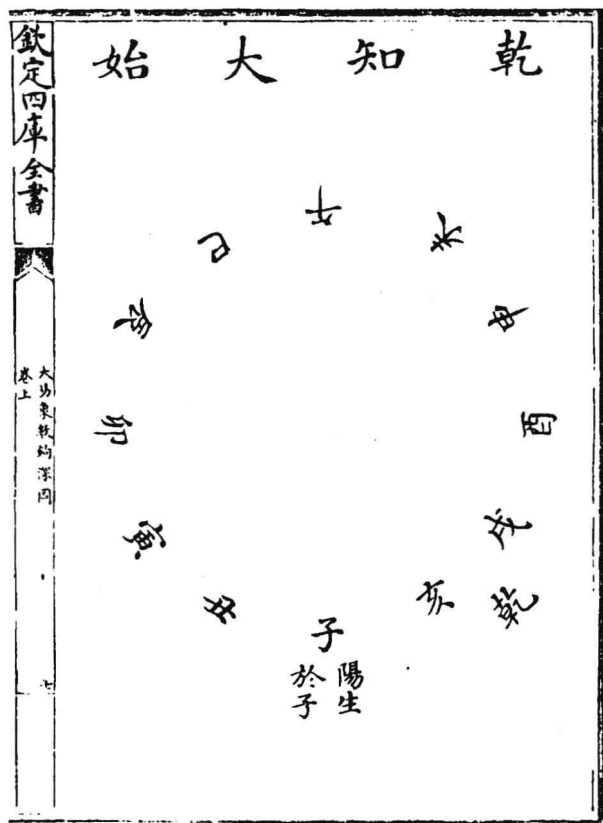 乾知大始
午
未
申
酉
戌
乾
亥
子
陽生
於子
丑
寅
卯
辰
巳
欽定四庫全書
大易象數鉤深圖
卷上
七